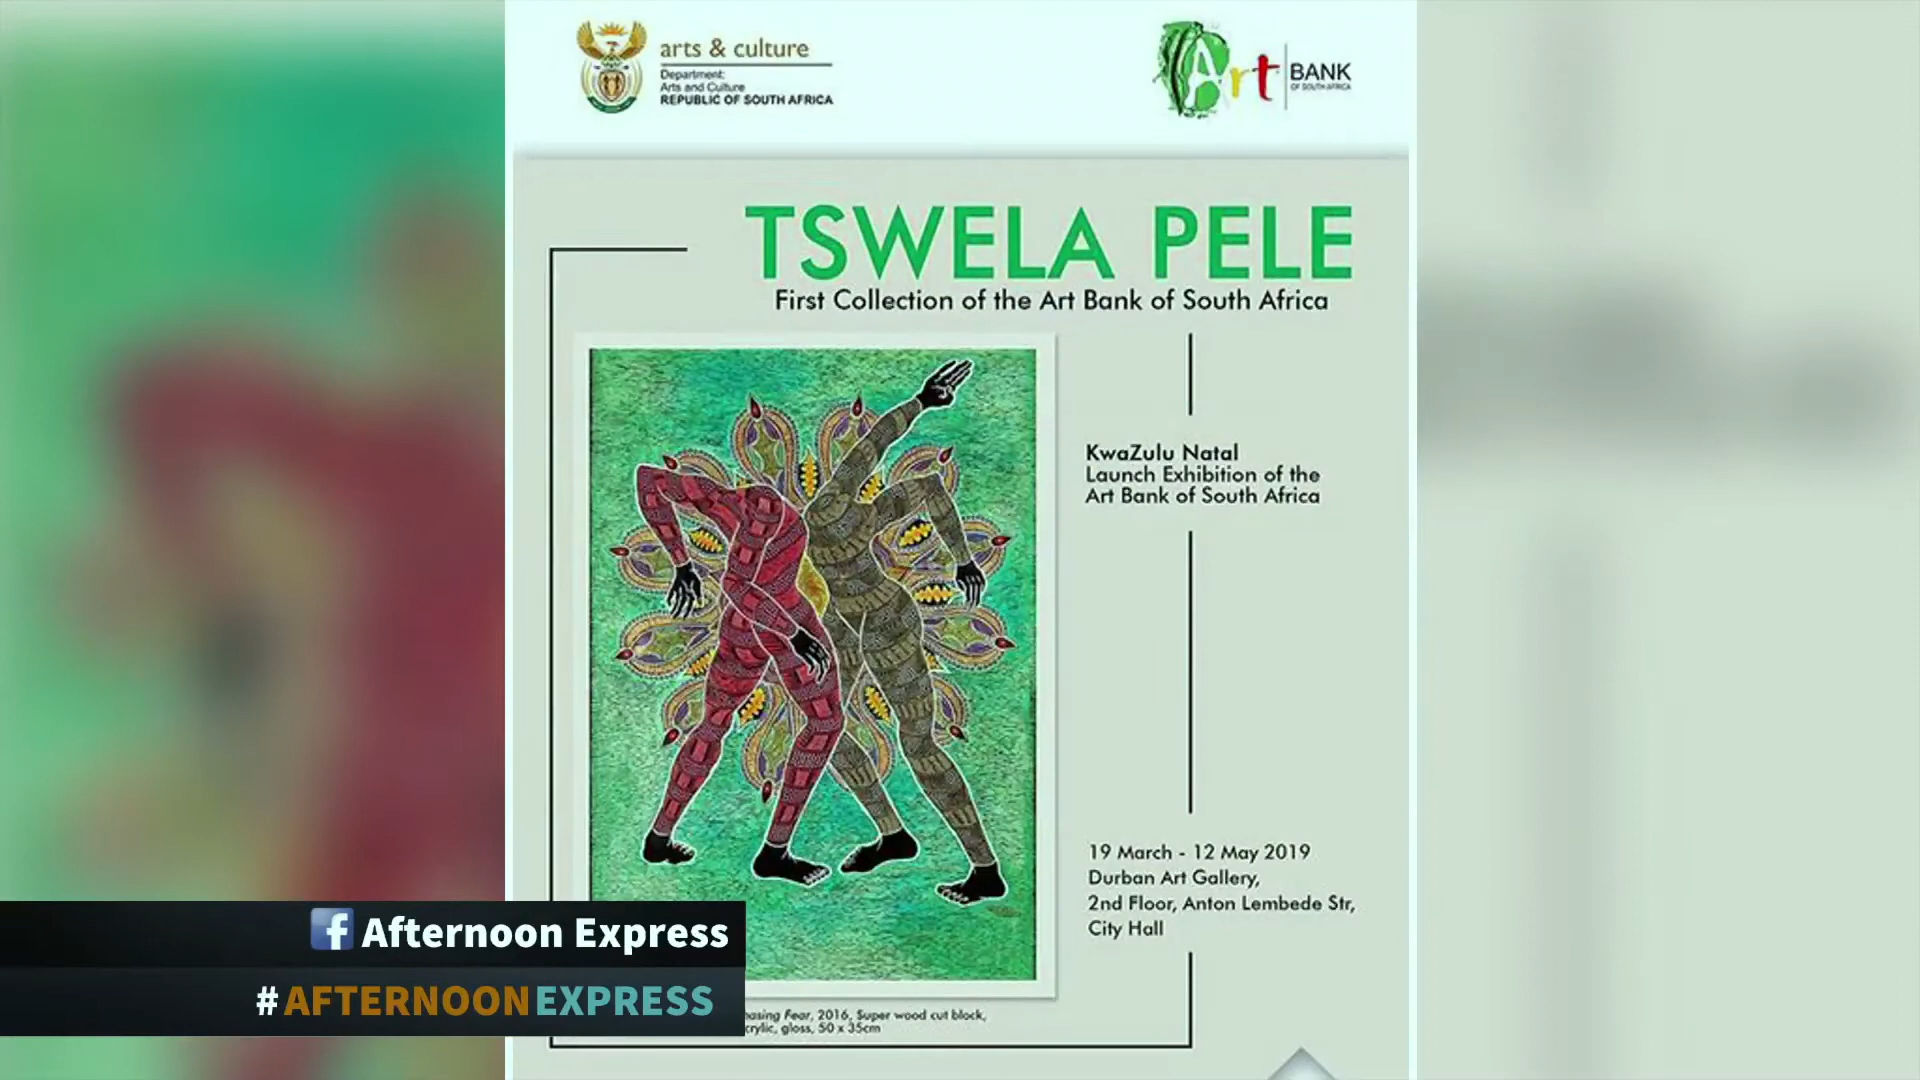 arts & culture
Department:
Arts and Culture
REPUBLIC OF SOUTH AFRICA
Art BANK
OF SOUTH AFRICA
TSWELA PELE
First Collection of the Art Bank of South Africa
KwaZulu Natal
Launch Exhibition of the
Art Bank of South Africa
19 March - 12 May 2019
Durban Art Gallery,
2nd Floor, Anton Lembede Str,
City Hall
f Afternoon Express
#AFTERNOONEXPRESS
Fear, 2016, Super wood cut block,
gloss, 50 x 35cm